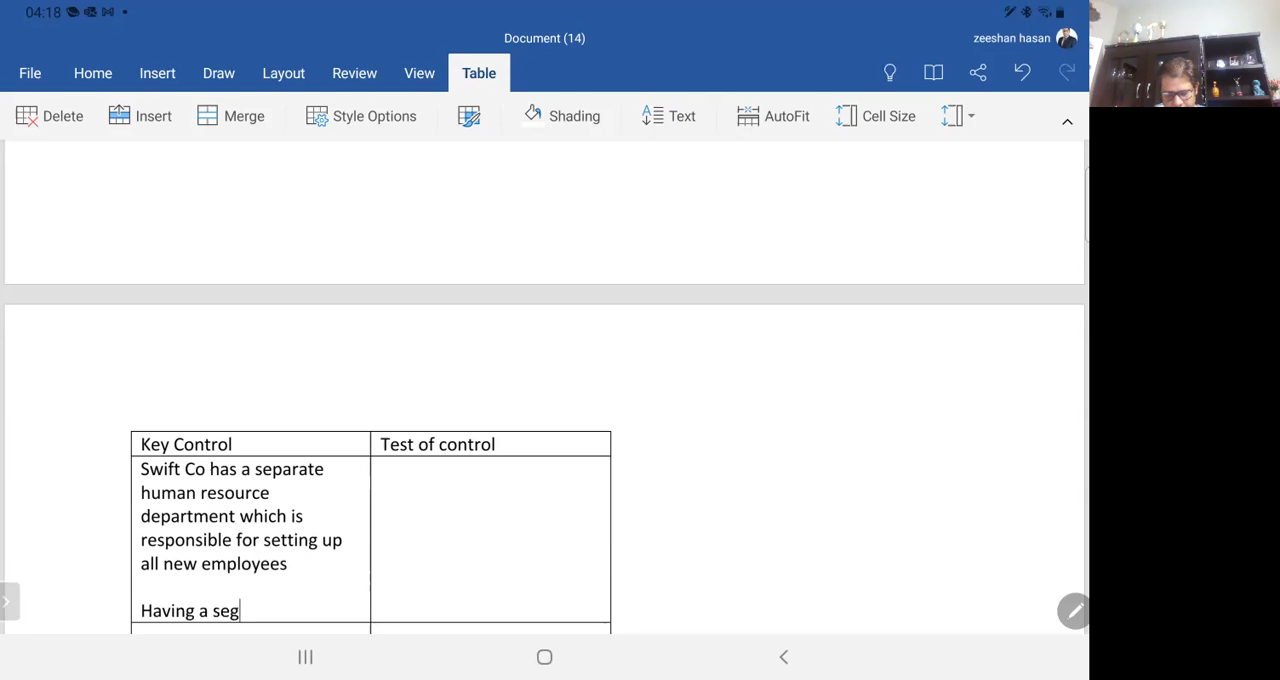 04:18
Document (14)
zeeshan hasan
File Home Insert Draw Layout Review View Table
Delete Insert Merge Style Options Shading Text AutoFit Cell Size
Key Control Test of control
Swift Co has a separate
human resource
department which is
responsible for setting up
all new employees
Having a seg